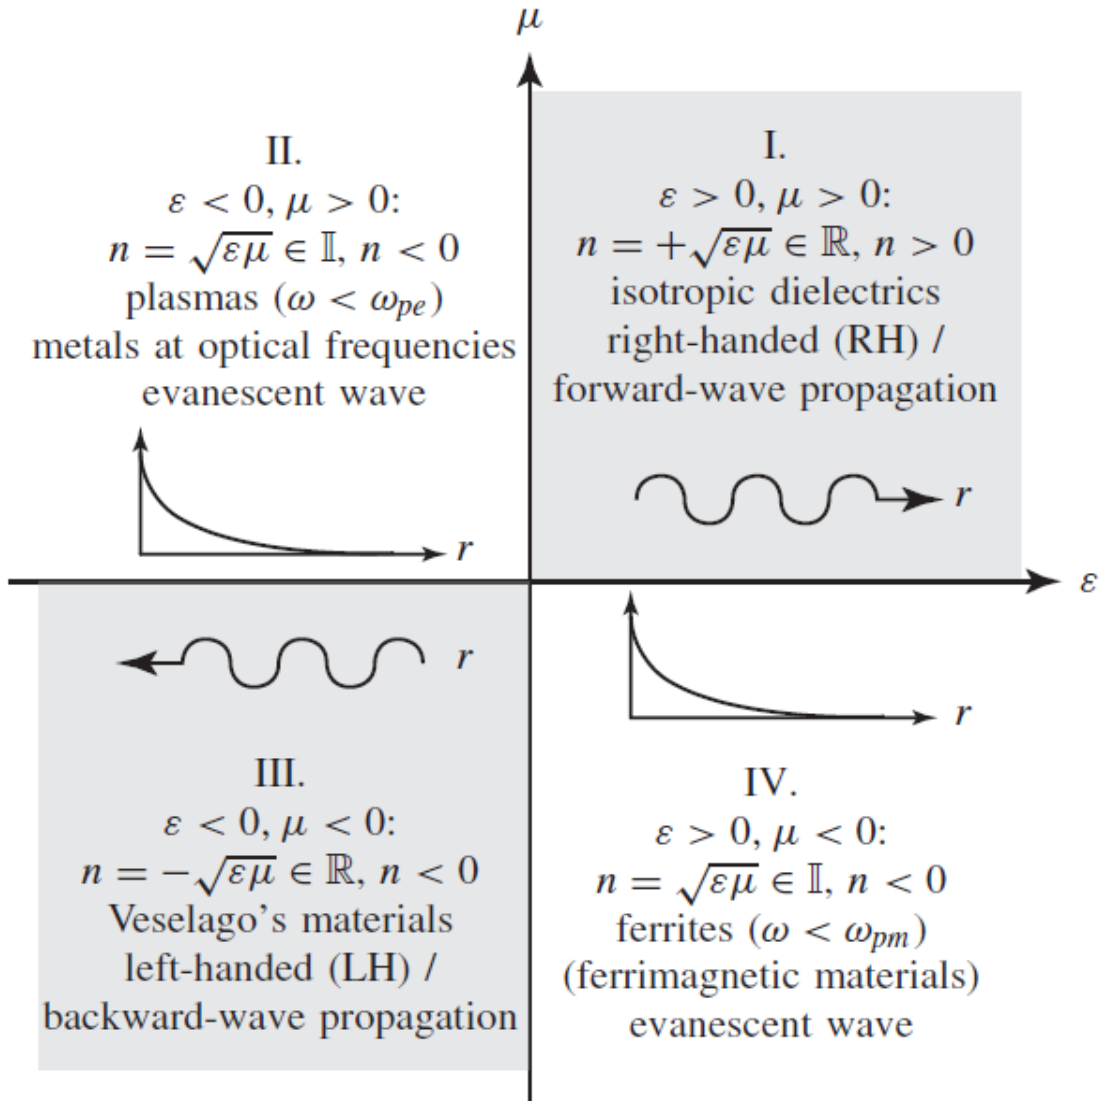 μ
II.
ε < 0, μ > 0:
n = √εμ ∈ 𝕀, n < 0
plasmas (ω < ωpe)
metals at optical frequencies
evanescent wave
r
I.
ε > 0, μ > 0:
n = +√εμ ∈ ℝ, n > 0
isotropic dielectrics
right-handed (RH) /
forward-wave propagation
r
ε
r
III.
ε < 0, μ < 0:
n = −√εμ ∈ ℝ, n < 0
Veselago's materials
left-handed (LH) /
backward-wave propagation
r
IV.
ε > 0, μ < 0:
n = √εμ ∈ 𝕀, n < 0
ferrites (ω < ωpm)
(ferrimagnetic materials)
evanescent wave